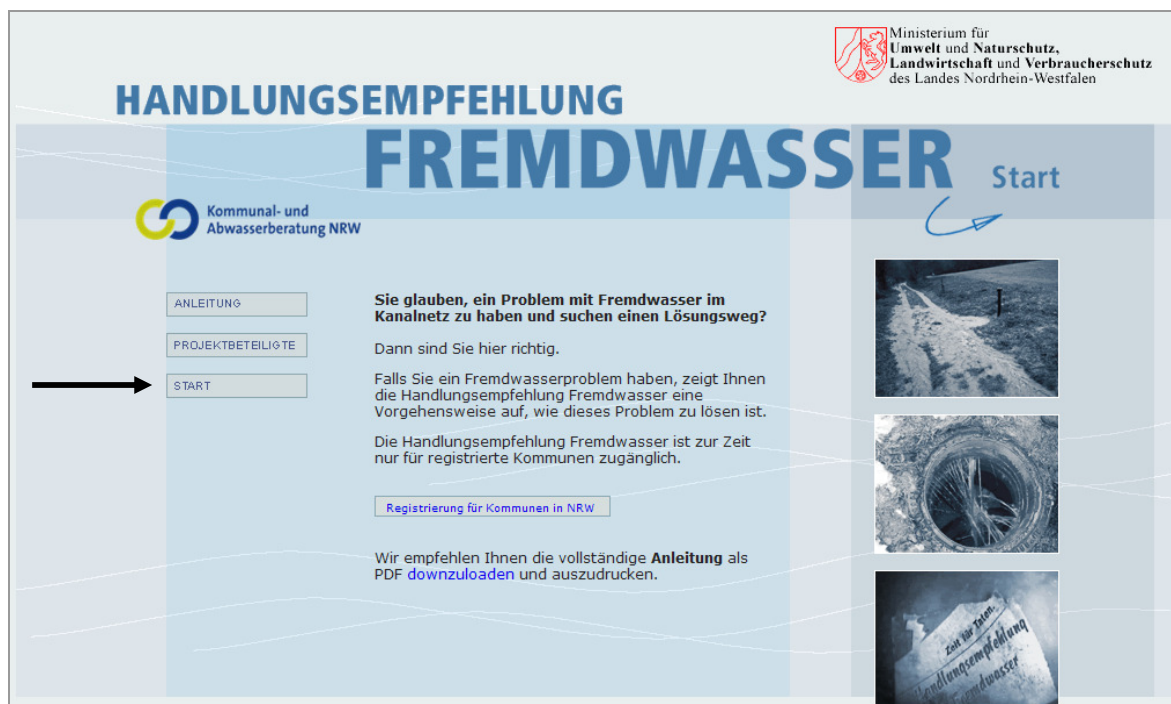 Ministerium für
Umwelt und Naturschutz,
Landwirtschaft und Verbraucherschutz
des Landes Nordrhein-Westfalen
HANDLUNGSEMPFEHLUNG
FREMDWASSER
Start
Kommunal- und
Abwasserberatung NRW
ANLEITUNG
PROJEKTBETEILIGTE
START
Sie glauben, ein Problem mit Fremdwasser im
Kanalnetz zu haben und suchen einen Lösungsweg?
Dann sind Sie hier richtig.
Falls Sie ein Fremdwasserproblem haben, zeigt Ihnen
die Handlungsempfehlung Fremdwasser eine
Vorgehensweise auf, wie dieses Problem zu lösen ist.
Die Handlungsempfehlung Fremdwasser ist zur Zeit
nur für registrierte Kommunen zugänglich.
Registrierung für Kommunen in NRW
Wir empfehlen Ihnen die vollständige Anleitung als
PDF downzuloaden und auszudrucken.
Zeit für Taten.
Handlungsempfehlung
Fremdwasser